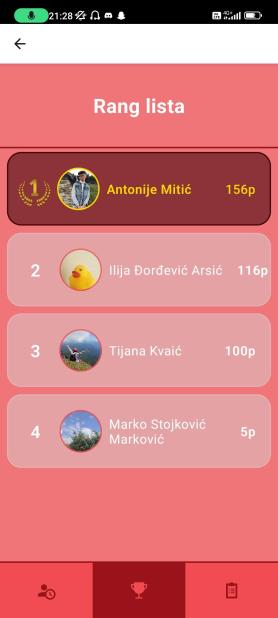 21:28
4G+
Rang lista
1
Antonije Mitić 156p
2 Ilija Đorđević Arsić 116p
3 Tijana Kvaić 100p
4 Marko Stojković
Marković 5p